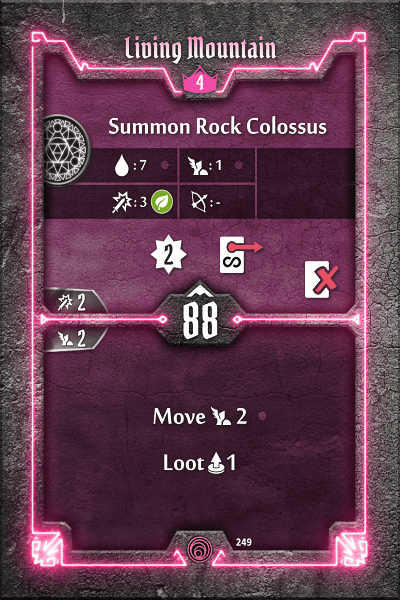 Living Mountain
4
Summon Rock Colossus
:7 :1
:3 :-
2
2
88
2
Move 2
Loot 1
249